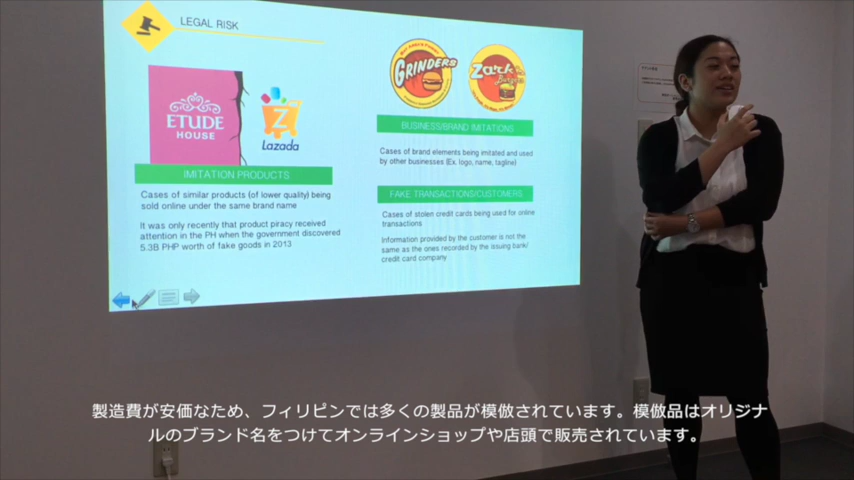 LEGAL RISK
ETUDE
HOUSE
Lazada
IMITATION PRODUCTS
Cases of similar products (of lower quality) being
sold online under the same brand name
It was only recently that product piracy received
attention in the PH when the government discovered
5.3B PHP worth of fake goods in 2013
GRINDERS
Zark's
Burgers
BUSINESS/BRAND IMITATIONS
Cases of brand elements being imitated and used
by other businesses (Ex. logo, name, tagline)
FAKE TRANSACTIONS/CUSTOMERS
Cases of stolen credit cards being used for online
transactions
Information provided by the customer is not the
same as the ones recorded by the issuing bank/
credit card company
製造費が安価なため、フィリピンでは多くの製品が模倣されています。模倣品はオリジナ
ルのブランド名をつけてオンラインショップや店頭で販売されています。